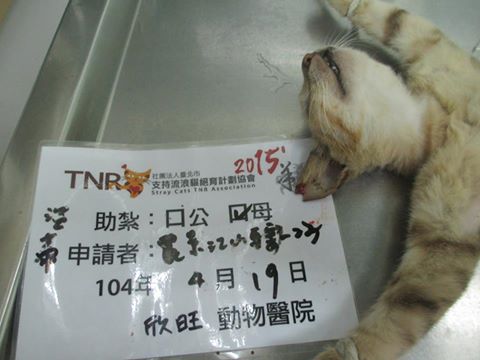 TNR 社團法人臺北市 2015
支持流浪貓絕育計劃協會
Stray Cats TNR Association
助紮：口公 口母
申請者：
104年 4月 19日
欣旺 動物醫院